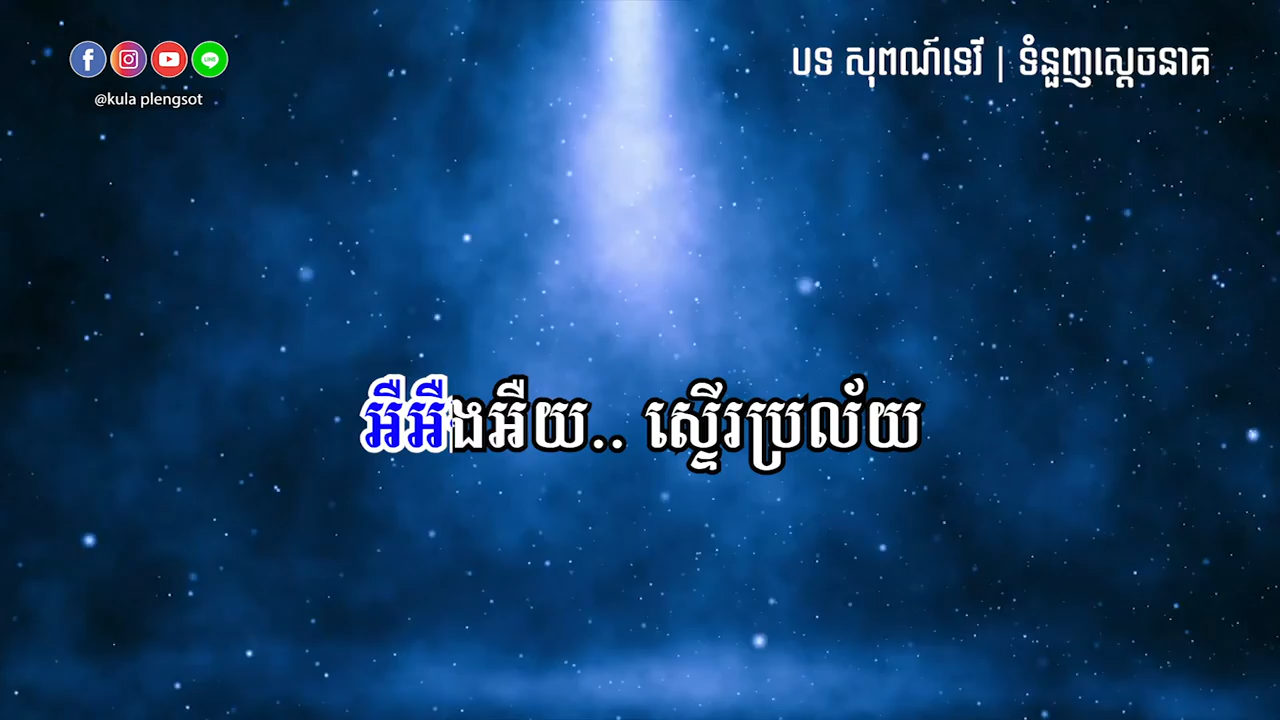 បទ សុពណ៍ទេវី | ទំនួញស្តេចនាគ
@kula plengsot
អឺអឺងអឺយ.. ស្ទើរប្រល័យ